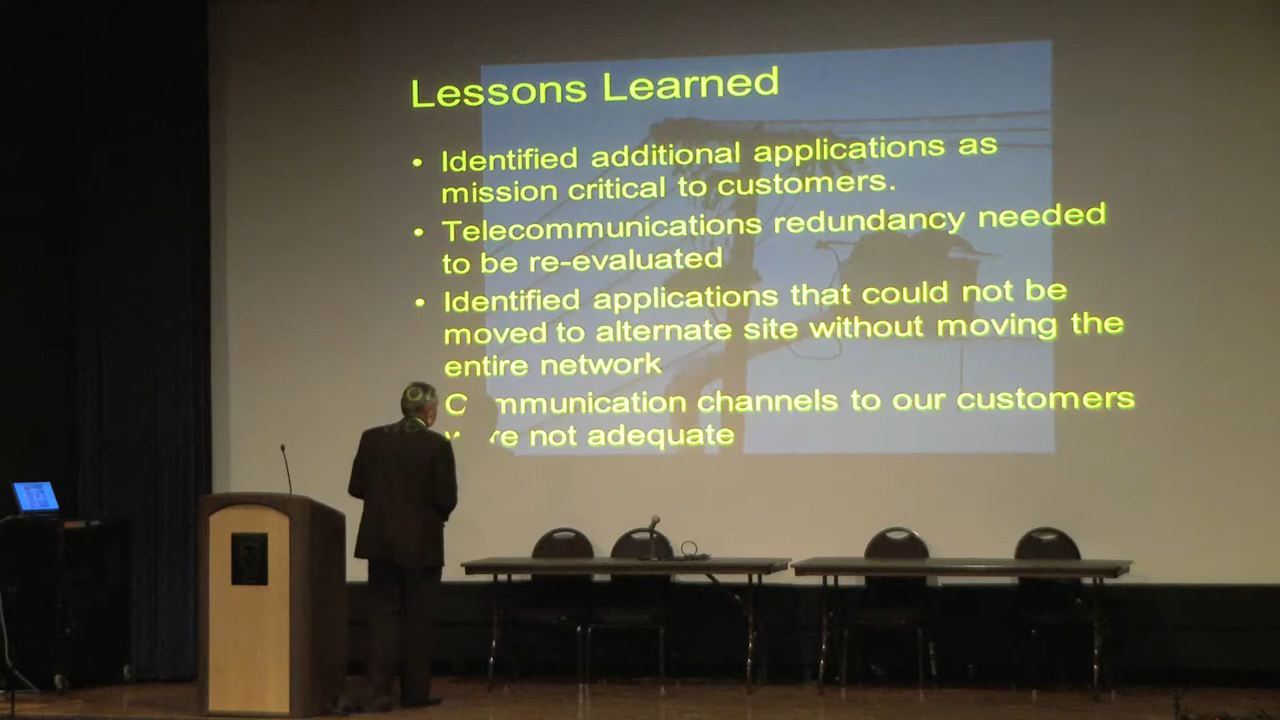 Lessons Learned
• Identified additional applications as
mission critical to customers.
• Telecommunications redundancy needed
to be re-evaluated
• Identified applications that could not be
moved to alternate site without moving the
entire network
channels to our customers
not adequate